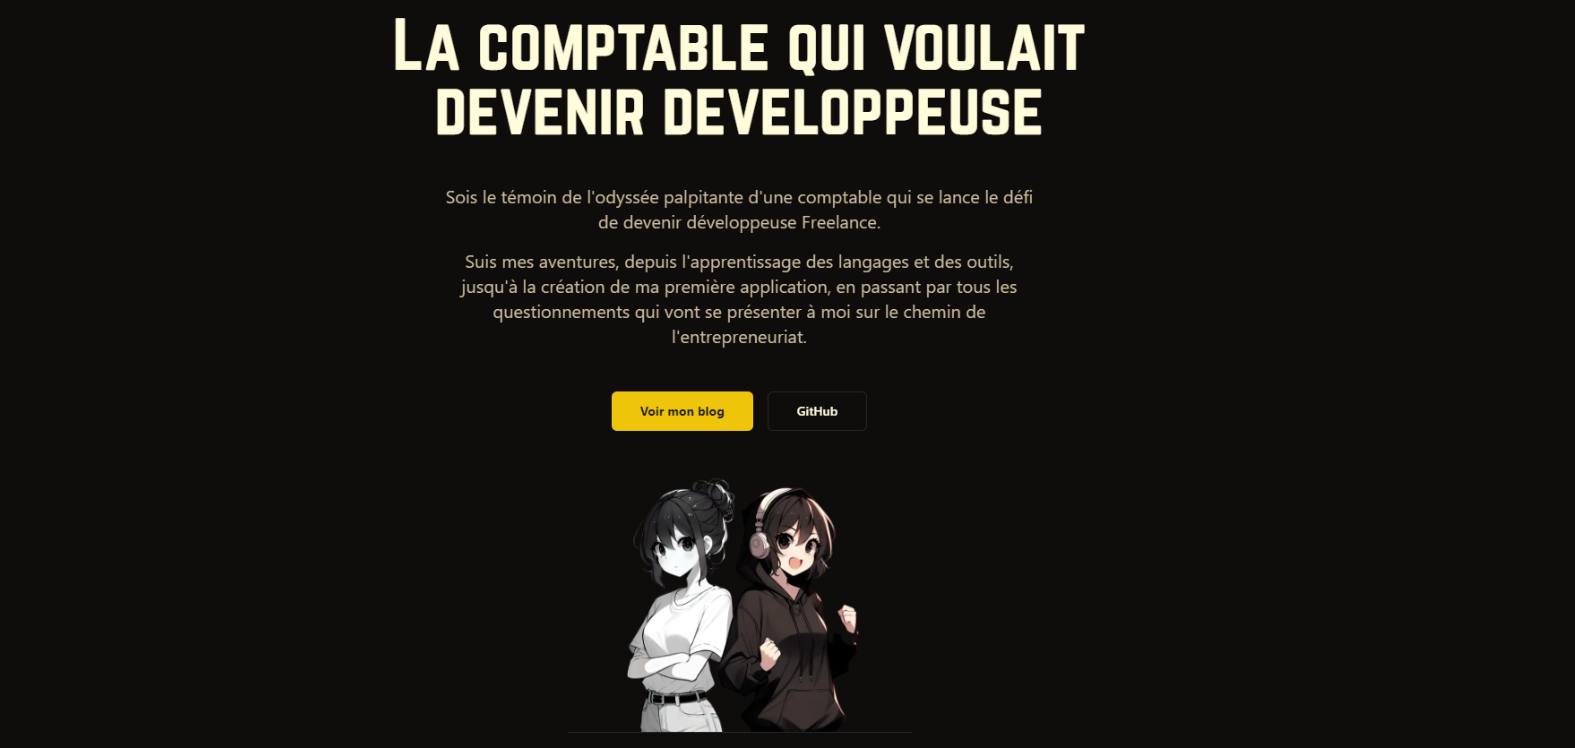 La comptable qui voulait
devenir developpeuse
Sois le témoin de l'odyssée palpitante d'une comptable qui se lance le défi
de devenir développeuse Freelance.
Suis mes aventures, depuis l'apprentissage des langages et des outils,
jusqu'à la création de ma première application, en passant par tous les
questionnements qui vont se présenter à moi sur le chemin de
l'entrepreneuriat.
Voir mon blog
GitHub